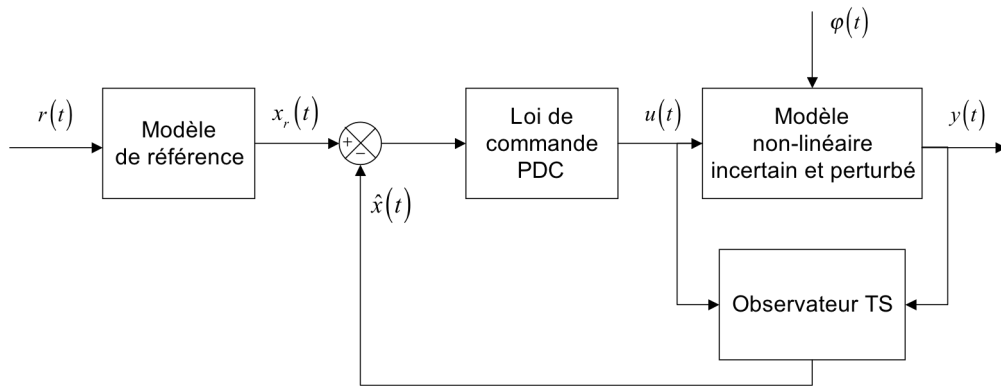 φ(t)
r(t)
Modèle
de référence
x_r(t)
+
−
Loi de
commande
PDC
u(t)
Modèle
non-linéaire
incertain et perturbé
y(t)
x̂(t)
Observateur TS